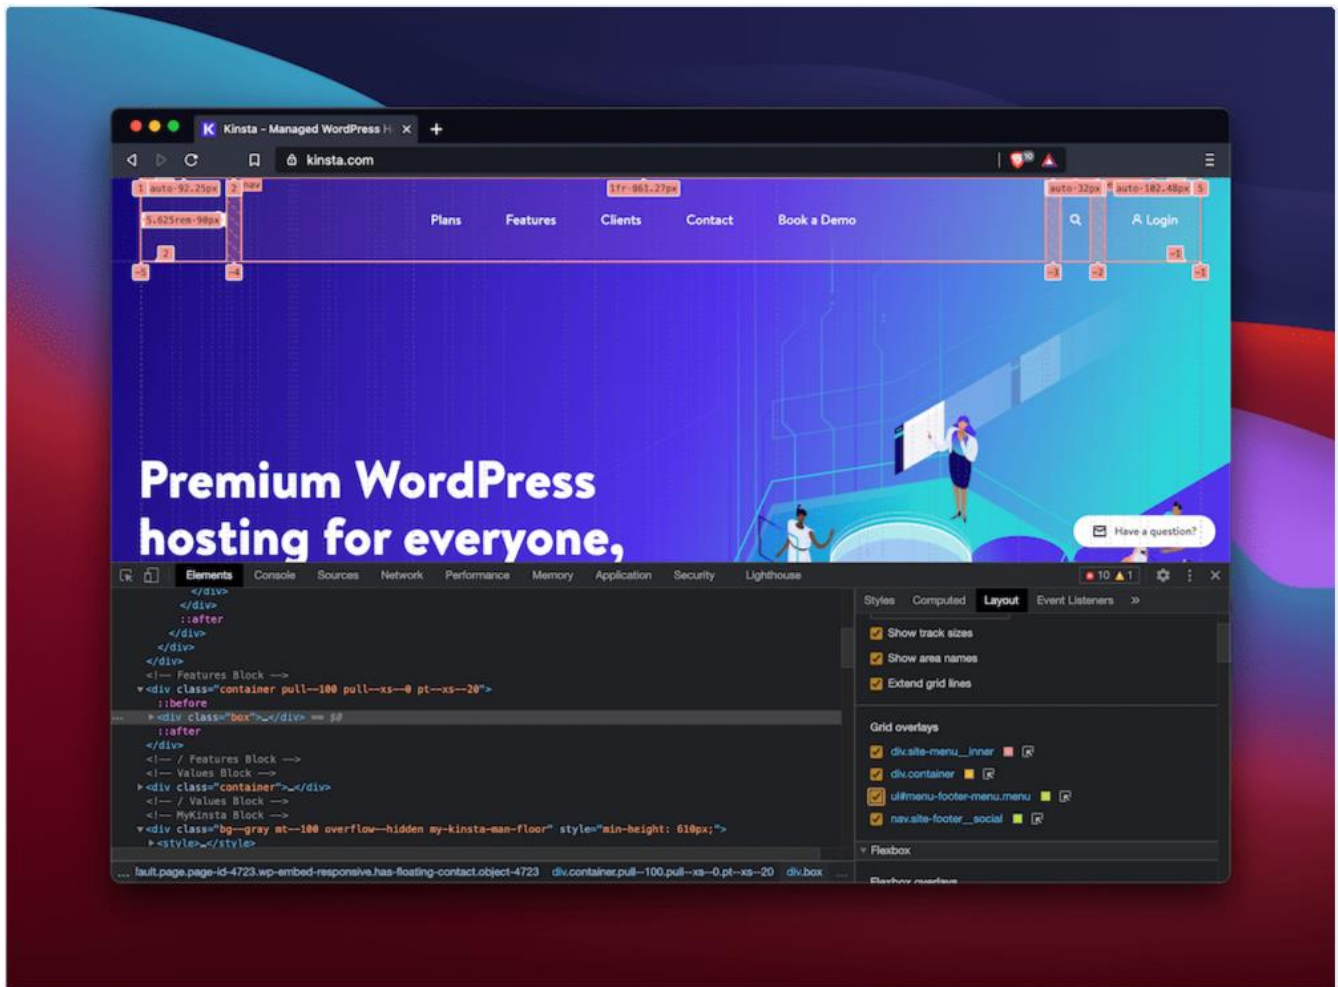 Kinsta – Managed WordPress H
kinsta.com
10
1 auto·92.25px 2 nav 1fr·861.27px auto·32px auto·102.48px 5
5.625rem·90px
Plans Features Clients Contact Book a Demo Login
2 -1
-5 -4 -3 -2 -1
Premium WordPress
hosting for everyone,
Have a question?
Elements Console Sources Network Performance Memory Application Security Lighthouse 10 1
</div>
</div>
::after
</div>
</div>
</div>
<!-- Features Block -->
<div class="container pull--100 pull--xs--0 pt--xs--20">
::before
... <div class="box">…</div> == $0
::after
</div>
<!-- / Features Block -->
<!-- Values Block -->
<div class="container">…</div>
<!-- / Values Block -->
<!-- MyKinsta Block -->
<div class="bg--gray mt--100 overflow--hidden my-kinsta-man-floor" style="min-height: 610px;">
<style>…</style>
... fault.page.page-id-4723.wp-embed-responsive.has-floating-contact.object-4723 div.container.pull--100.pull--xs--0.pt--xs--20 div.box ...
Styles Computed Layout Event Listeners »
Show track sizes
Show area names
Extend grid lines
Grid overlays
div.site-menu__inner
div.container
ul#menu-footer-menu.menu
nav.site-footer__social
Flexbox
Flexbox overlays